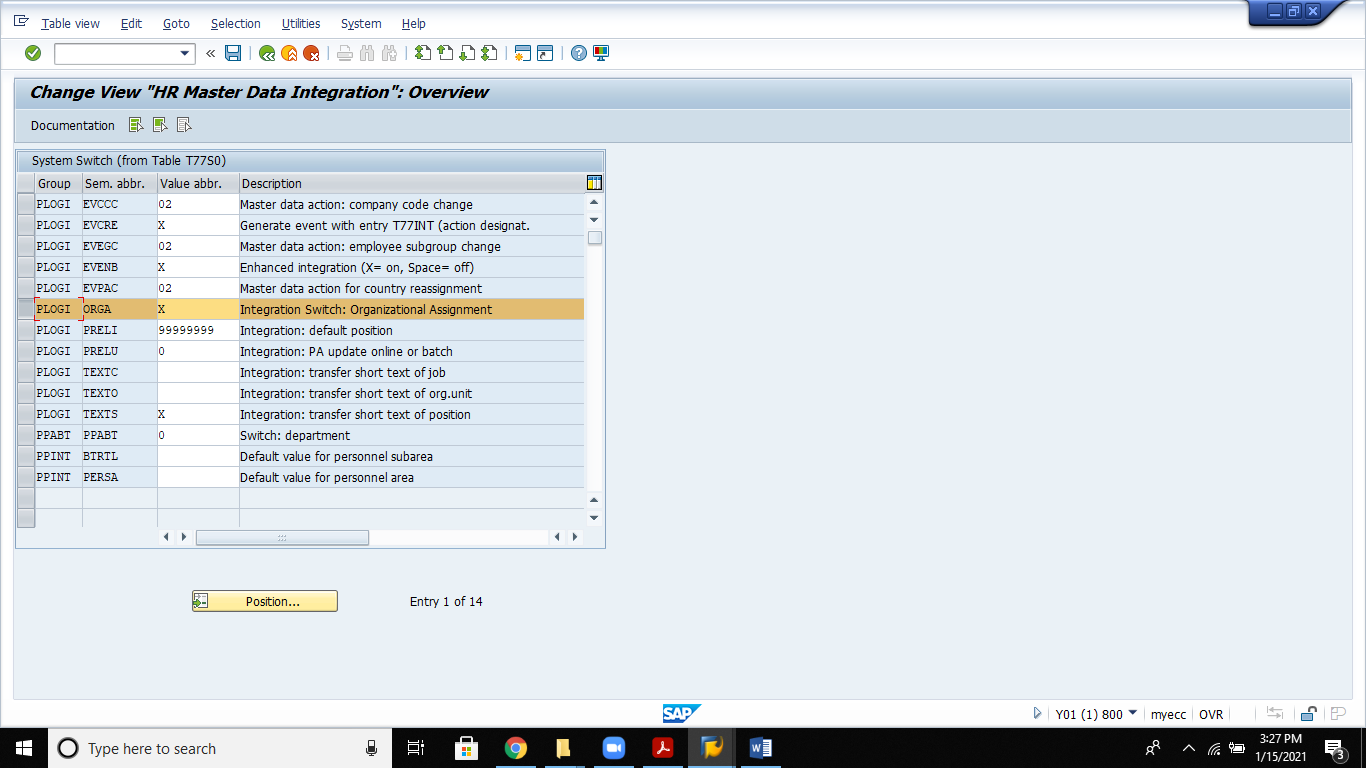 Table view Edit Goto Selection Utilities System Help
Change View "HR Master Data Integration": Overview
Documentation
System Switch (from Table T77S0)
Group Sem. abbr. Value abbr. Description
PLOGI EVCCC 02 Master data action: company code change
PLOGI EVCRE X Generate event with entry T77INT (action designat.
PLOGI EVEGC 02 Master data action: employee subgroup change
PLOGI EVENB X Enhanced integration (X= on, Space= off)
PLOGI EVPAC 02 Master data action for country reassignment
PLOGI ORGA X Integration Switch: Organizational Assignment
PLOGI PRELI 99999999 Integration: default position
PLOGI PRELU 0 Integration: PA update online or batch
PLOGI TEXTC Integration: transfer short text of job
PLOGI TEXTO Integration: transfer short text of org.unit
PLOGI TEXTS X Integration: transfer short text of position
PPABT PPABT 0 Switch: department
PPINT BTRTL Default value for personnel subarea
PPINT PERSA Default value for personnel area
Position... Entry 1 of 14
SAP Y01 (1) 800 myecc OVR
Type here to search
3:27 PM
1/15/2021
3